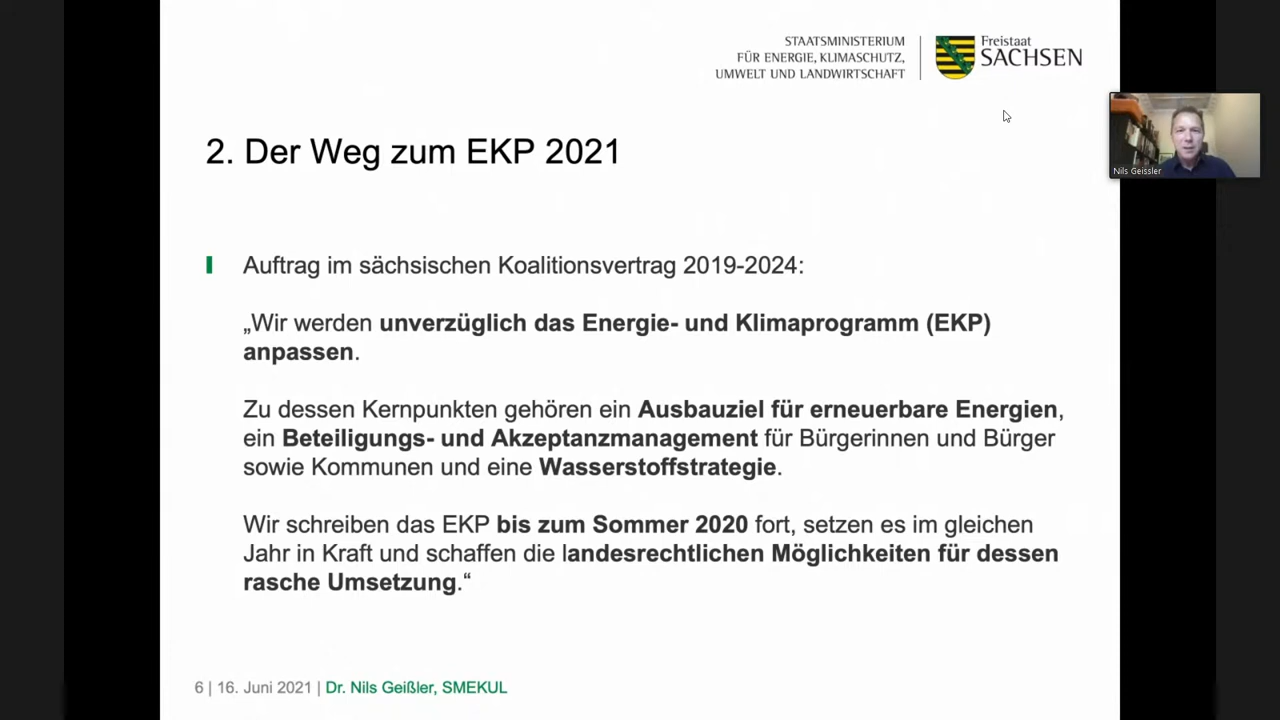 STAATSMINISTERIUM
FÜR ENERGIE, KLIMASCHUTZ,
UMWELT UND LANDWIRTSCHAFT
Freistaat
SACHSEN
Nils Geissler
2. Der Weg zum EKP 2021
Auftrag im sächsischen Koalitionsvertrag 2019-2024:
„Wir werden unverzüglich das Energie- und Klimaprogramm (EKP)
anpassen.
Zu dessen Kernpunkten gehören ein Ausbauziel für erneuerbare Energien,
ein Beteiligungs- und Akzeptanzmanagement für Bürgerinnen und Bürger
sowie Kommunen und eine Wasserstoffstrategie.
Wir schreiben das EKP bis zum Sommer 2020 fort, setzen es im gleichen
Jahr in Kraft und schaffen die landesrechtlichen Möglichkeiten für dessen
rasche Umsetzung.“
6 | 16. Juni 2021 | Dr. Nils Geißler, SMEKUL